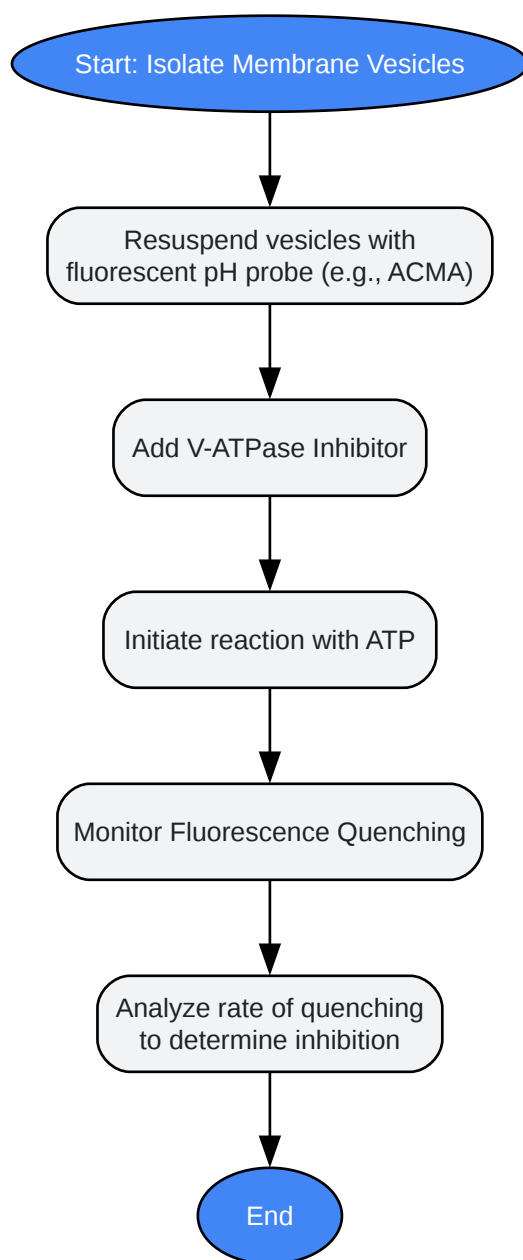 Start: Isolate Membrane Vesicles
Resuspend vesicles with
fluorescent pH probe (e.g., ACMA)
Add V-ATPase Inhibitor
Initiate reaction with ATP
Monitor Fluorescence Quenching
Analyze rate of quenching
to determine inhibition
End